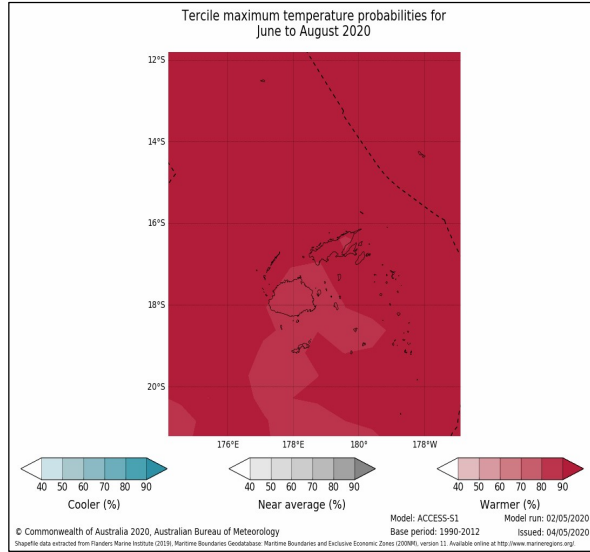 Tercile maximum temperature probabilities for
June to August 2020
12°S
14°S
16°S
18°S
20°S
176°E 178°E 180° 178°W
40 50 60 70 80 90 40 50 60 70 80 90 40 50 60 70 80 90
Cooler (%) Near average (%) Warmer (%)
Model: ACCESS-S1 Model run: 02/05/2020
© Commonwealth of Australia 2020, Australian Bureau of Meteorology Base period: 1990-2012 Issued: 04/05/2020
Shapefile data extracted from Flanders Marine Institute (2019), Maritime Boundaries Geodatabase: Maritime Boundaries and Exclusive Economic Zones (200NM), version 11. Available online at http://www.marineregions.org/.